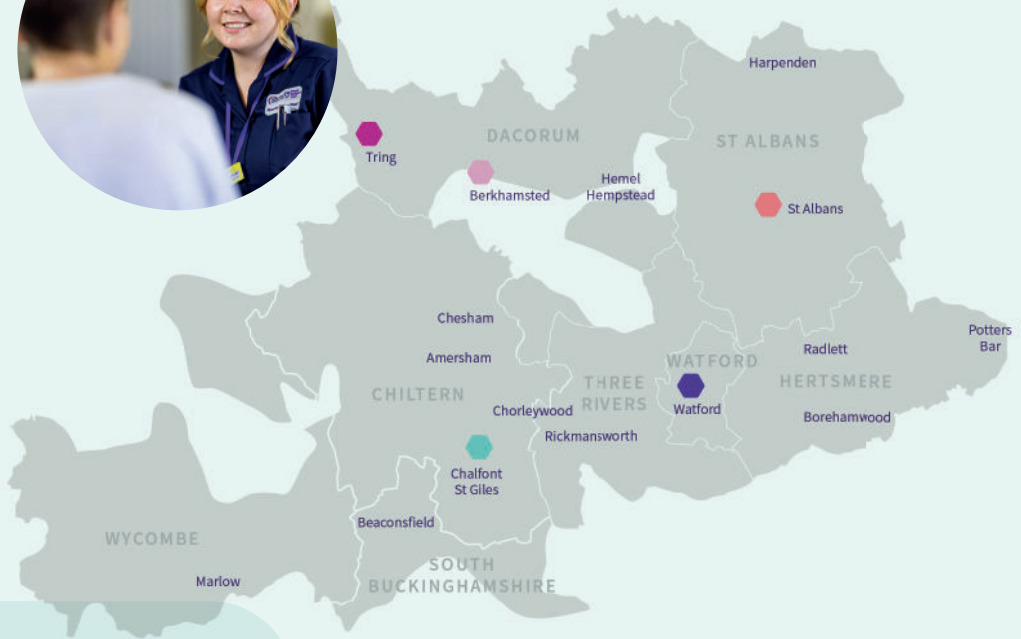 Harpenden
DACORUM
ST ALBANS
Tring
Hemel
Hempstead
Berkhamsted
St Albans
Chesham
Potters
Bar
Radlett
Amersham
WATFORD
THREE
RIVERS
HERTSMERE
CHILTERN
Chorleywood
Watford
Borehamwood
Rickmansworth
Chalfont
St Giles
Beaconsfield
WYCOMBE
SOUTH
BUCKINGHAMSHIRE
Marlow